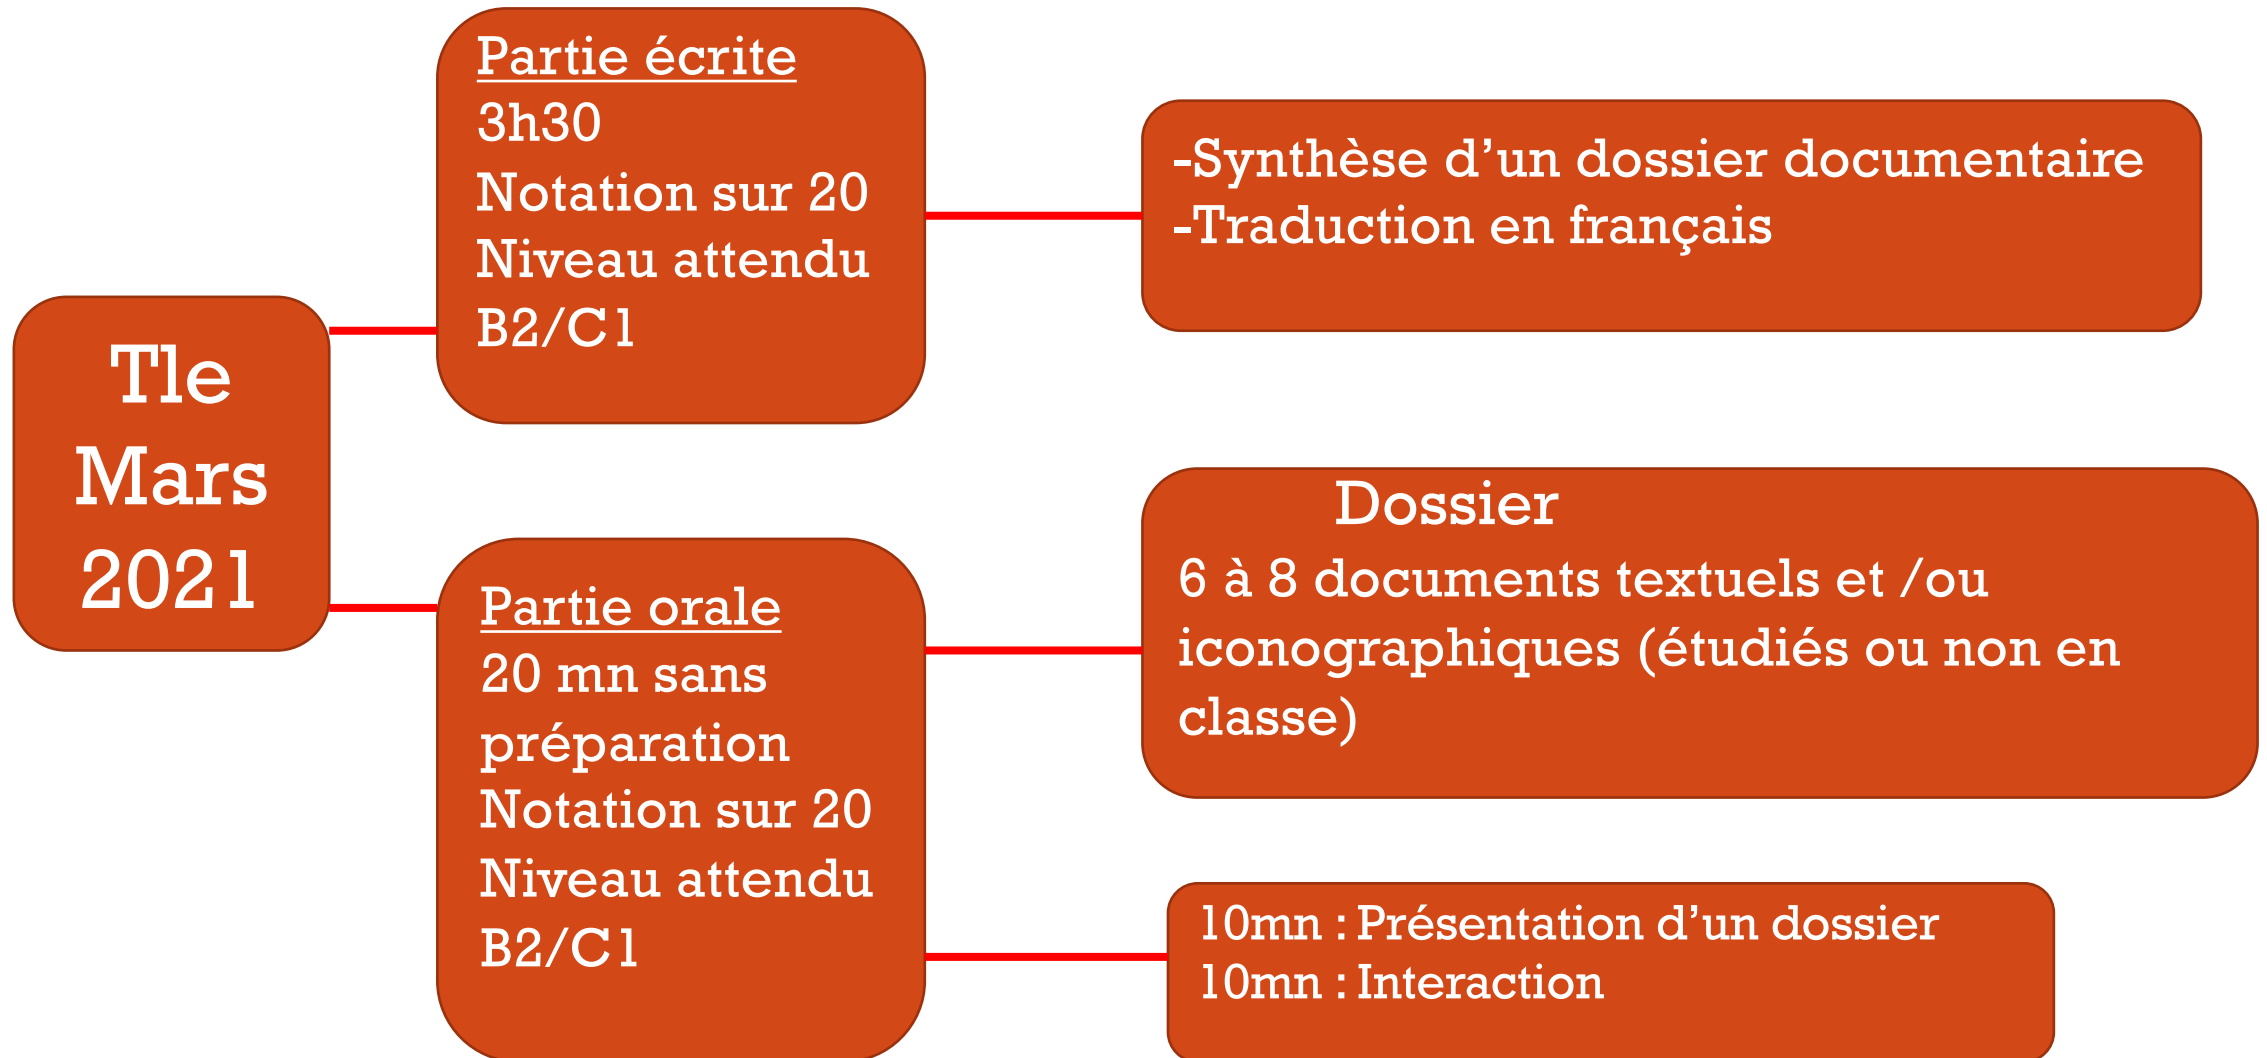 Tle
Mars
2021
Partie écrite
3h30
Notation sur 20
Niveau attendu
B2/C1
-Synthèse d’un dossier documentaire
-Traduction en français
Partie orale
20 mn sans
préparation
Notation sur 20
Niveau attendu
B2/C1
Dossier
6 à 8 documents textuels et /ou
iconographiques (étudiés ou non en
classe)
10mn : Présentation d’un dossier
10mn : Interaction